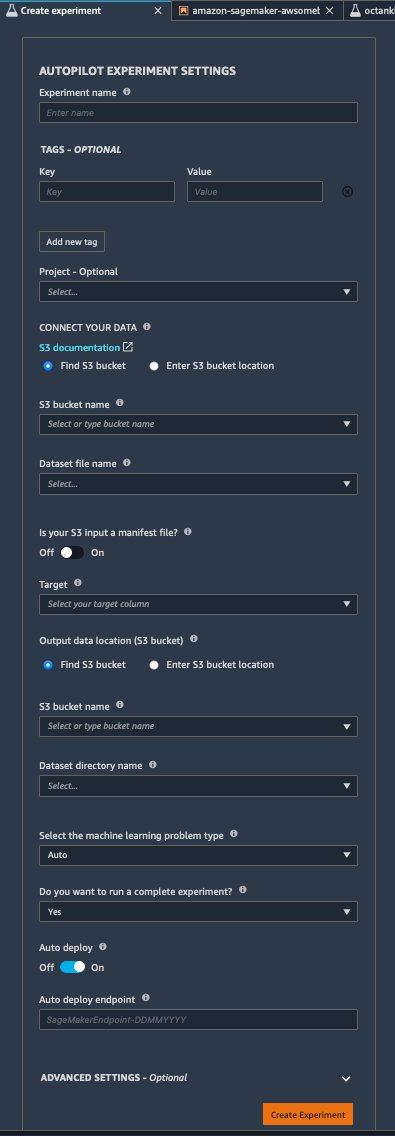 Create experiment
amazon-sagemaker-awsomet
octank
AUTOPILOT EXPERIMENT SETTINGS
Experiment name
Enter name
TAGS - OPTIONAL
Key Value
Key Value
Add new tag
Project - Optional
Select...
CONNECT YOUR DATA
S3 documentation
Find S3 bucket Enter S3 bucket location
S3 bucket name
Select or type bucket name
Dataset file name
Select...
Is your S3 input a manifest file?
Off On
Target
Select your target column
Output data location (S3 bucket)
Find S3 bucket Enter S3 bucket location
S3 bucket name
Select or type bucket name
Dataset directory name
Select...
Select the machine learning problem type
Auto
Do you want to run a complete experiment?
Yes
Auto deploy
Off On
Auto deploy endpoint
SageMakerEndpoint-DDMMYYYY
ADVANCED SETTINGS - Optional
Create Experiment